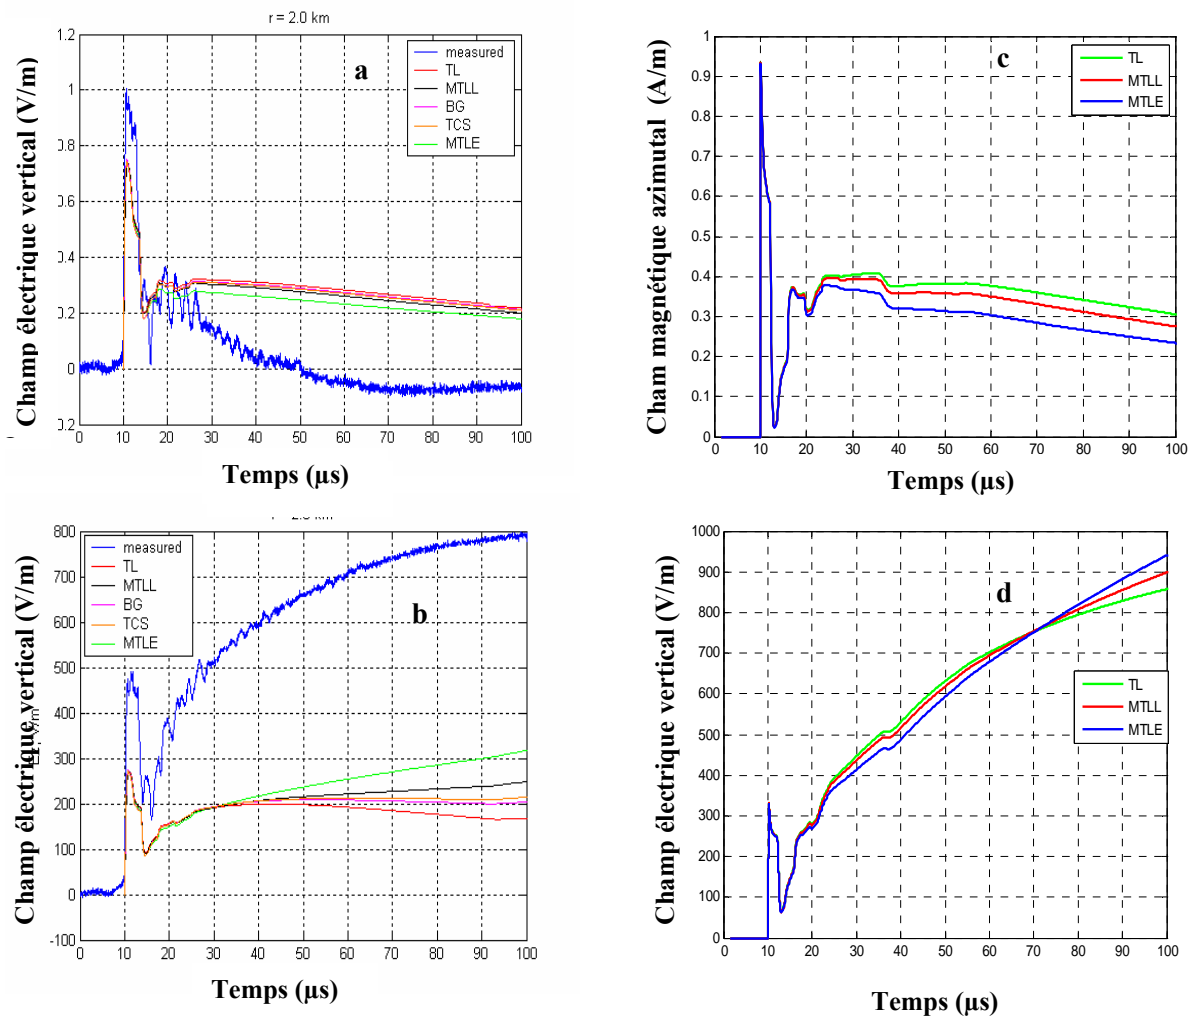 r = 2.0 km
Champ électrique vertical (V/m)
1.2
1
0.8
0.6
0.4
0.2
0
0.2
measured
TL
MTLL
BG
TCS
MTLE
a
0 10 20 30 40 50 60 70 80 90 100
Temps (µs)
Cham magnétique azimutal (A/m)
1
0.9
0.8
0.7
0.6
0.5
0.4
0.3
0.2
0.1
0
c
TL
MTLL
MTLE
0 10 20 30 40 50 60 70 80 90 100
Temps (µs)
Champ électrique vertical (V/m)
800
700
600
500
400
300
200
100
0
-100
measured
TL
MTLL
BG
TCS
MTLE
b
0 10 20 30 40 50 60 70 80 90 100
Temps (µs)
Champ électrique vertical (V/m)
1000
900
800
700
600
500
400
300
200
100
0
d
TL
MTLL
MTLE
0 10 20 30 40 50 60 70 80 90 100
Temps (µs)